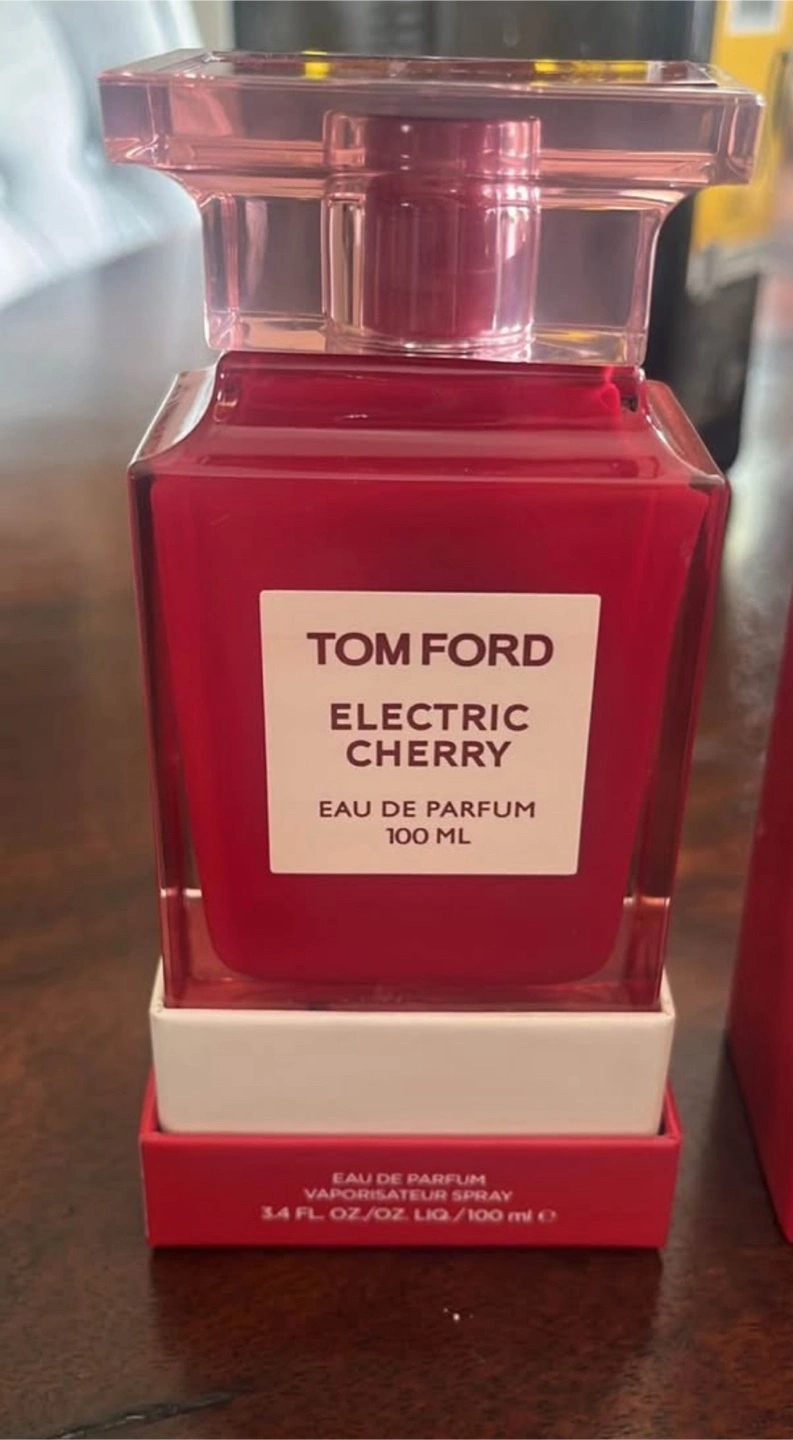 TOM FORD
ELECTRIC
CHERRY
EAU DE PARFUM
100 ML
EAU DE PARFUM
VAPORISATEUR SPRAY
3.4 FL. OZ./OZ. LIQ./100 ml ℮